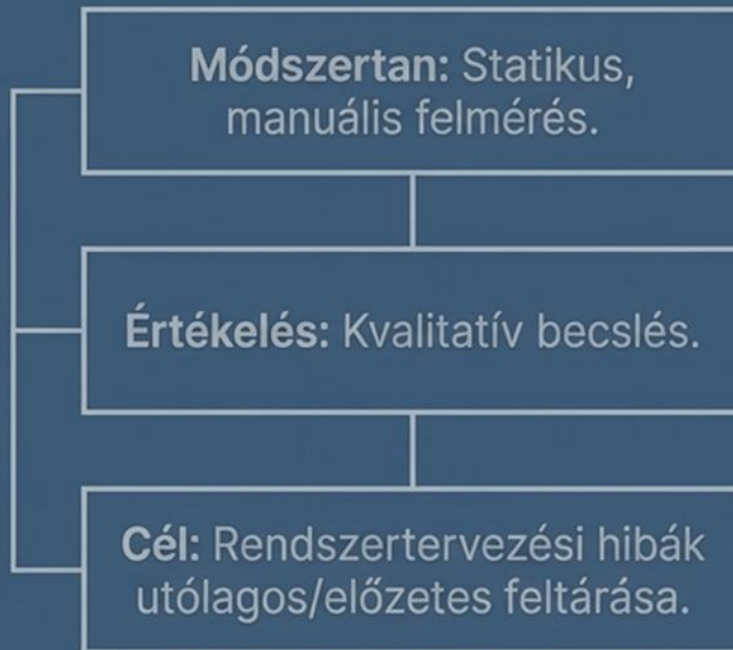 Módszertan: Statikus,
manuális felmérés.
Értékelés: Kvalitatív becslés.
Cél: Rendszertervezési hibák
utólagos/előzetes feltárása.